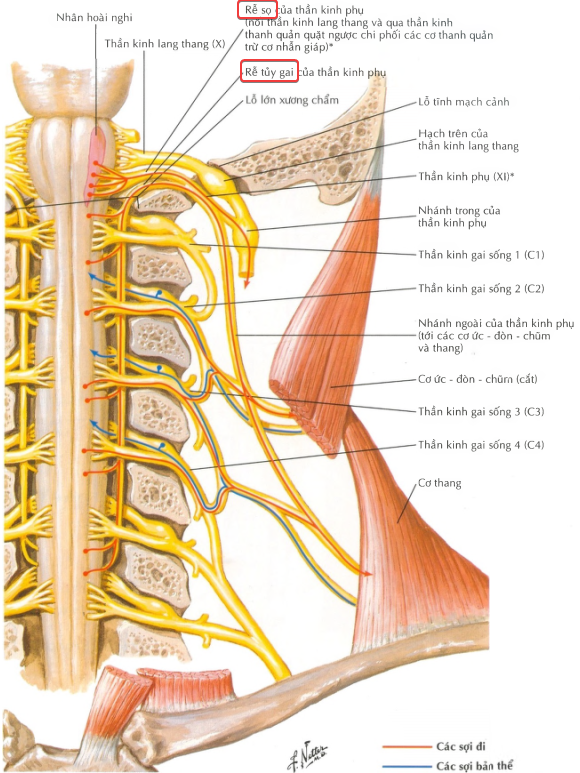 Nhân hoài nghi
Thần kinh lang thang (X)
Rễ sọ của thần kinh phụ
(nối thần kinh lang thang và qua thần kinh
thanh quản quặt ngược chi phối các cơ thanh quản
trừ cơ nhẫn giáp)*
Rễ tủy gai của thần kinh phụ
Lỗ lớn xương chẩm
Lỗ tĩnh mạch cảnh
Hạch trên của
thần kinh lang thang
Thần kinh phụ (XI)*
Nhánh trong của
thần kinh phụ
Thần kinh gai sống 1 (C1)
Thần kinh gai sống 2 (C2)
Nhánh ngoài của thần kinh phụ
(tới các cơ ức - đòn - chũm
và thang)
Cơ ức - đòn - chũm (cắt)
Thần kinh gai sống 3 (C3)
Thần kinh gai sống 4 (C4)
Cơ thang
F. Netter
M.D.
Các sợi đi
Các sợi bản thể